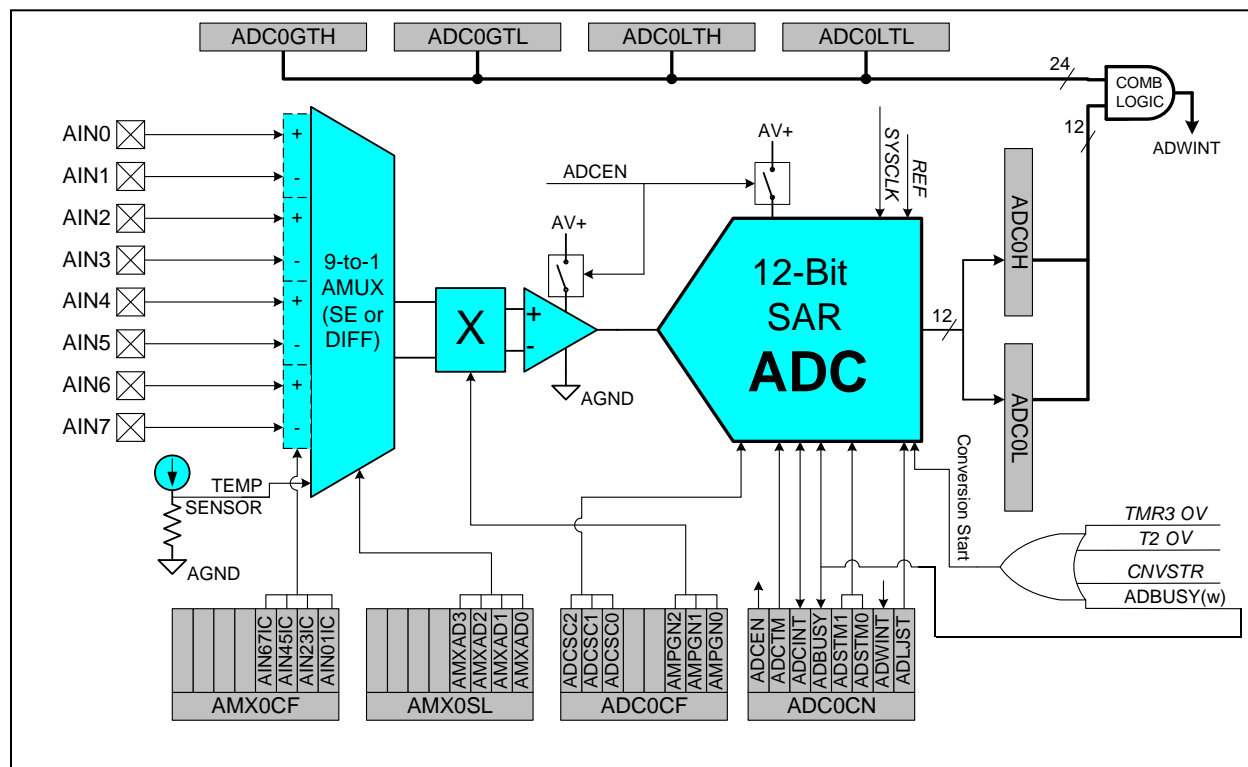 ADC0GTH
ADC0GTL
ADC0LTH
ADC0LTL
24
COMB
LOGIC
12
ADWINT
AIN0
AIN1
AIN2
AIN3
AIN4
AIN5
AIN6
AIN7
+
-
+
-
+
-
+
-
9-to-1
AMUX
(SE or
DIFF)
TEMP
SENSOR
AGND
X
+
-
AV+
AGND
ADCEN
AV+
SYSCLK
REF
12-Bit
SAR
ADC
12
ADC0H
ADC0L
Conversion Start
TMR3 OV
T2 OV
CNVSTR
ADBUSY(w)
AIN67IC
AIN45IC
AIN23IC
AIN01IC
AMX0CF
AMXAD3
AMXAD2
AMXAD1
AMXAD0
AMX0SL
ADCSC2
ADCSC1
ADCSC0
AMPGN2
AMPGN1
AMPGN0
ADC0CF
ADCEN
ADCTM
ADCINT
ADBUSY
ADSTM1
ADSTM0
ADWINT
ADLJST
ADC0CN